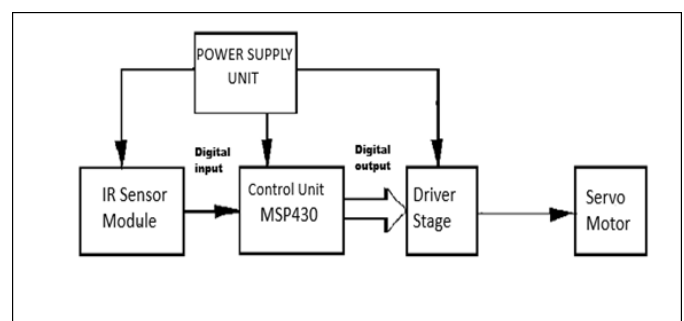 POWER SUPPLY
UNIT
Digital
input
Digital
output
IR Sensor
Module
Control Unit
MSP430
Driver
Stage
Servo
Motor